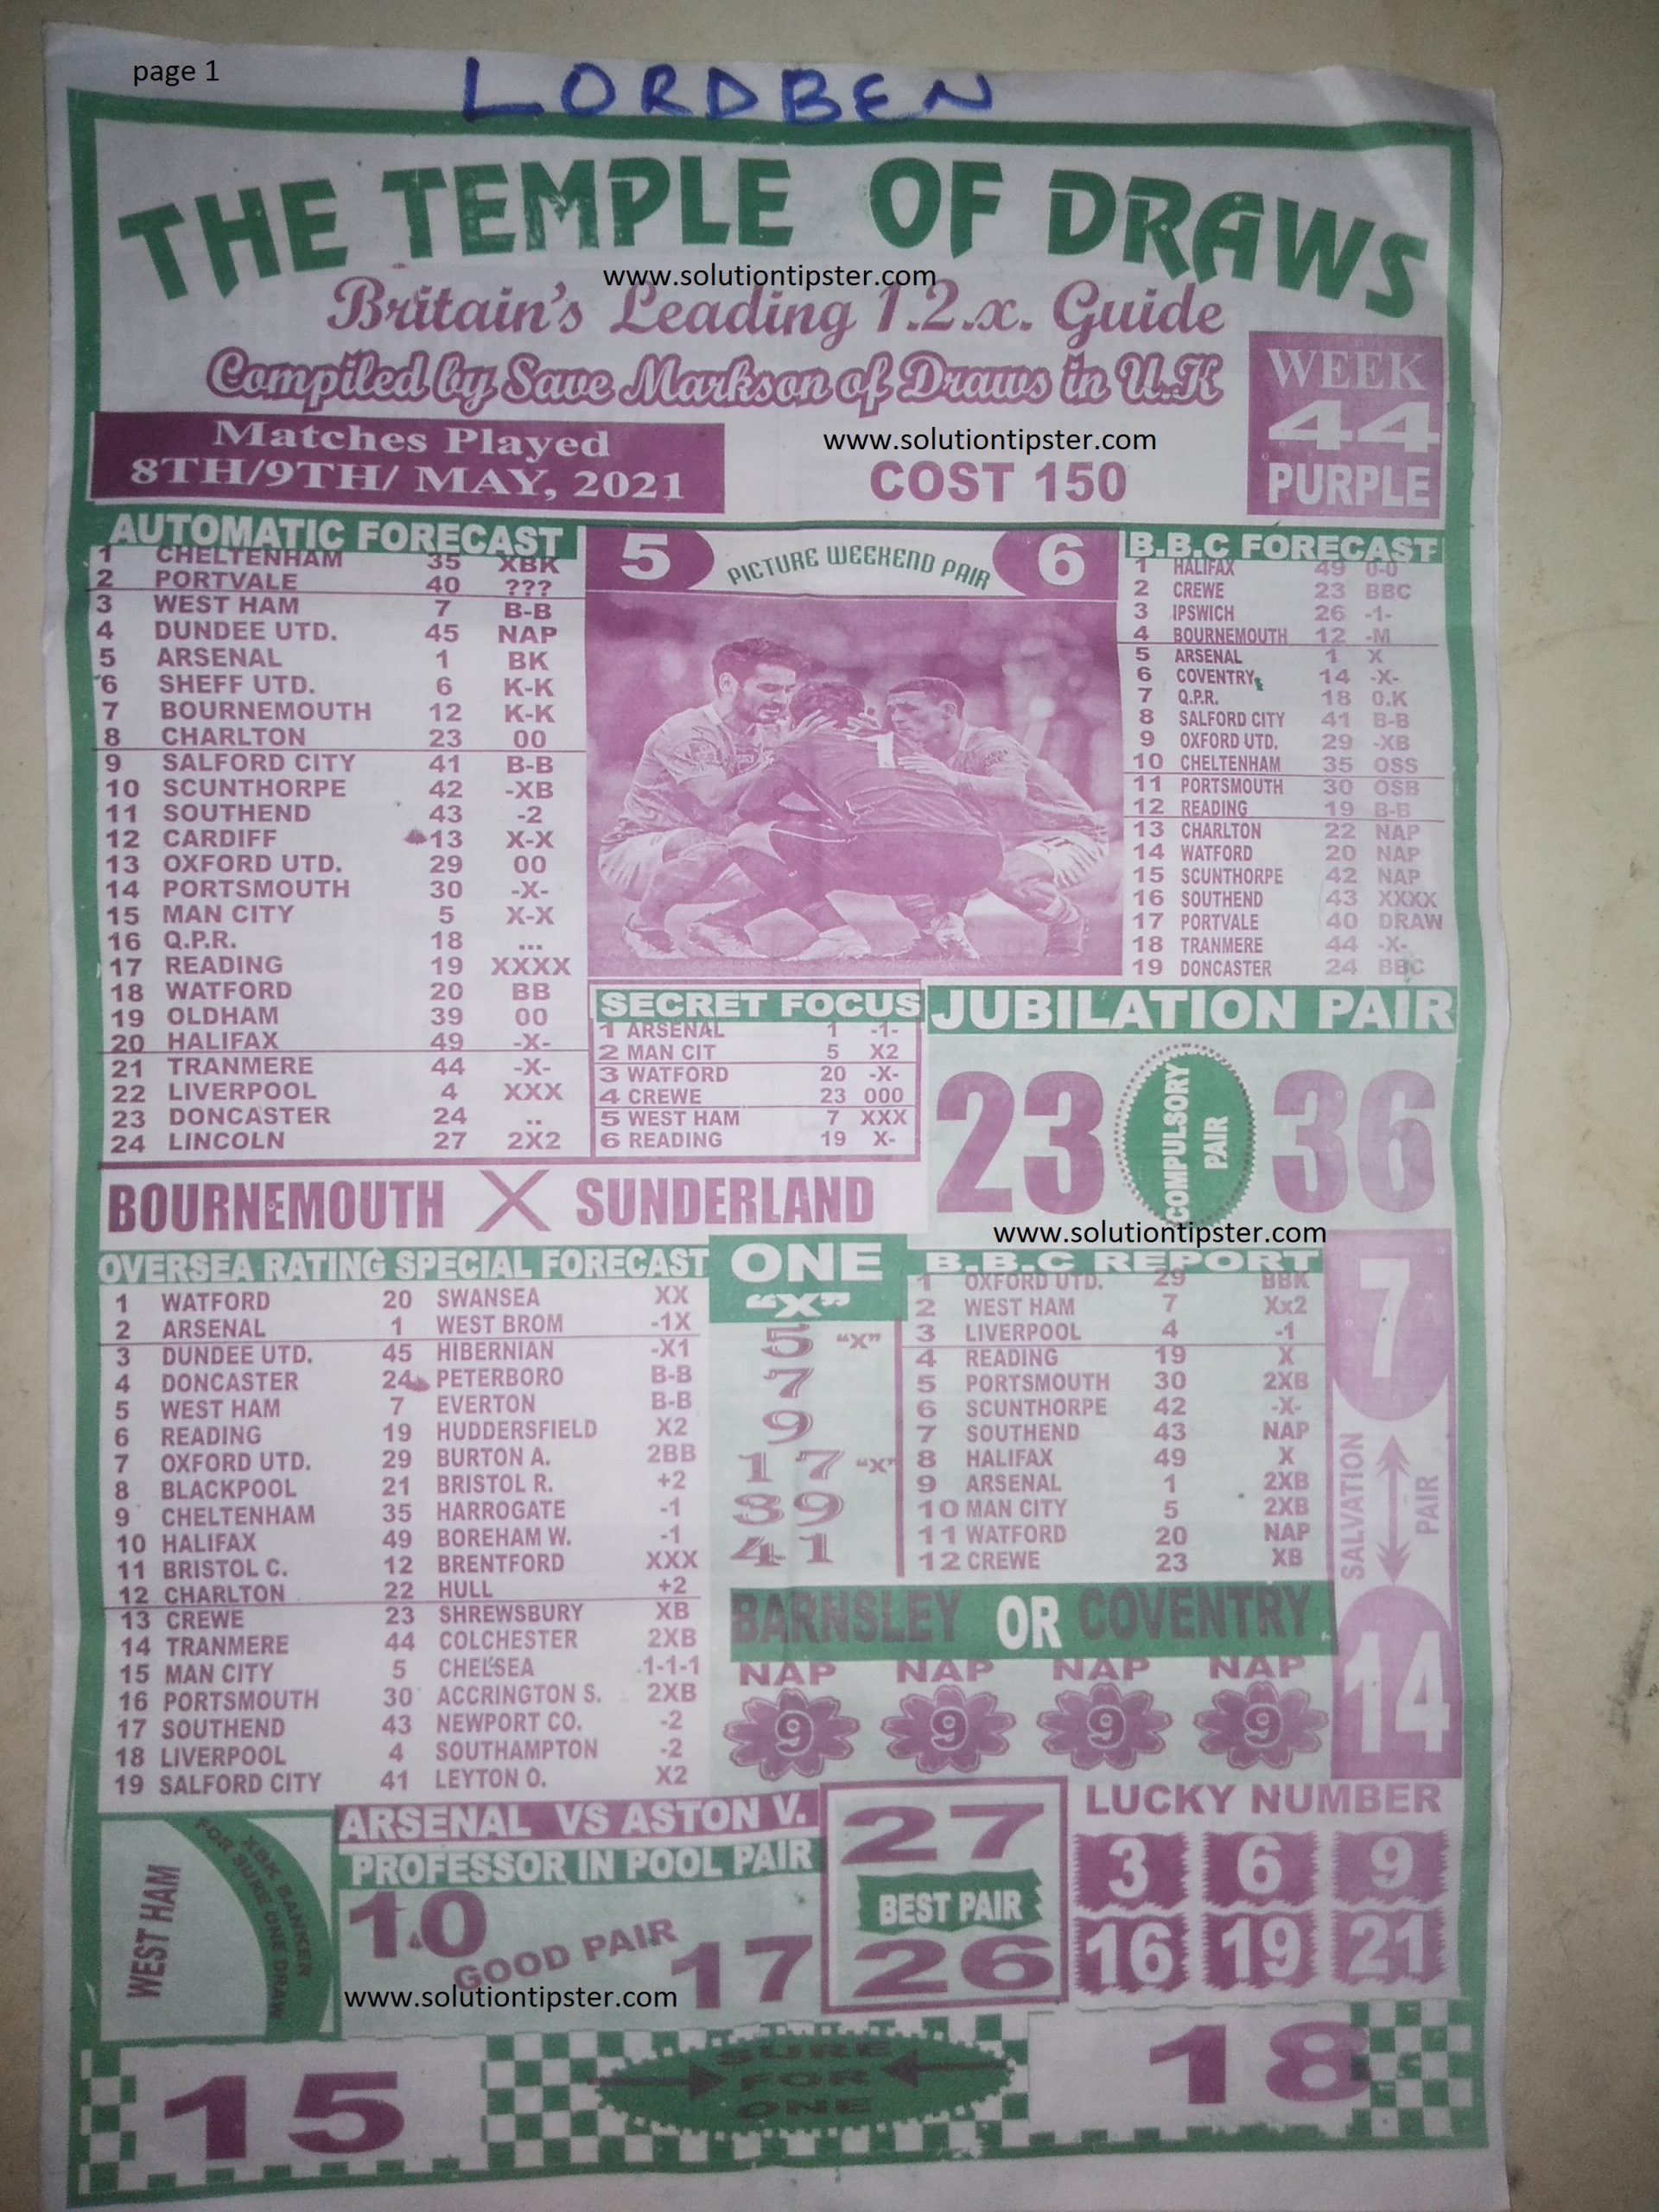 page 1
LORDBEN
THE TEMPLE OF DRAWS
www.solutiontipster.com
Britain's Leading 1.2.x. Guide
Compiled by Save Markson of Draws in U.K
WEEK
44
PURPLE
Matches Played
8TH/9TH/ MAY, 2021
www.solutiontipster.com
COST 150
AUTOMATIC FORECAST
1 CHELTENHAM 35 XBK
2 PORTVALE 40 ???
3 WEST HAM 7 B-B
4 DUNDEE UTD. 45 NAP
5 ARSENAL 1 BK
6 SHEFF UTD. 6 K-K
7 BOURNEMOUTH 12 K-K
8 CHARLTON 23 00
9 SALFORD CITY 41 B-B
10 SCUNTHORPE 42 -XB
11 SOUTHEND 43 -2
12 CARDIFF 13 X-X
13 OXFORD UTD. 29 00
14 PORTSMOUTH 30 -X-
15 MAN CITY 5 X-X
16 Q.P.R. 18 ...
17 READING 19 XXXX
18 WATFORD 20 BB
19 OLDHAM 39 00
20 HALIFAX 49 -X-
21 TRANMERE 44 -X-
22 LIVERPOOL 4 XXX
23 DONCASTER 24 ..
24 LINCOLN 27 2X2
5 PICTURE WEEKEND PAIR 6
B.B.C FORECAST
1 HALIFAX 49 0-0
2 CREWE 23 BBC
3 IPSWICH 26 -1-
4 BOURNEMOUTH 12 -M
5 ARSENAL 1 X
6 COVENTRY 14 -X-
7 Q.P.R. 18 0.K
8 SALFORD CITY 41 B-B
9 OXFORD UTD. 29 -XB
10 CHELTENHAM 35 OSS
11 PORTSMOUTH 30 OSB
12 READING 19 B-B
13 CHARLTON 22 NAP
14 WATFORD 20 NAP
15 SCUNTHORPE 42 NAP
16 SOUTHEND 43 XXXX
17 PORTVALE 40 DRAW
18 TRANMERE 44 -X-
19 DONCASTER 24 BBC
SECRET FOCUS
1 ARSENAL 1 -1-
2 MAN CIT 5 X2
3 WATFORD 20 -X-
4 CREWE 23 000
5 WEST HAM 7 XXX
6 READING 19 X-
JUBILATION PAIR
23 COMPULSORY PAIR 36
BOURNEMOUTH X SUNDERLAND
www.solutiontipster.com
OVERSEA RATING SPECIAL FORECAST
1 WATFORD 20 SWANSEA XX
2 ARSENAL 1 WEST BROM -1X
3 DUNDEE UTD. 45 HIBERNIAN -X1
4 DONCASTER 24 PETERBORO B-B
5 WEST HAM 7 EVERTON B-B
6 READING 19 HUDDERSFIELD X2
7 OXFORD UTD. 29 BURTON A. 2BB
8 BLACKPOOL 21 BRISTOL R. +2
9 CHELTENHAM 35 HARROGATE -1
10 HALIFAX 49 BOREHAM W. -1
11 BRISTOL C. 12 BRENTFORD XXX
12 CHARLTON 22 HULL +2
13 CREWE 23 SHREWSBURY XB
14 TRANMERE 44 COLCHESTER 2XB
15 MAN CITY 5 CHELSEA .1-1-1
16 PORTSMOUTH 30 ACCRINGTON S. 2XB
17 SOUTHEND 43 NEWPORT CO. -2
18 LIVERPOOL 4 SOUTHAMPTON -2
19 SALFORD CITY 41 LEYTON O. X2
ONE
"X"
5 "X"
7
9
17 "X"
39
41
B.B.C REPORT
1 OXFORD UTD. 29 BBK
2 WEST HAM 7 Xx2
3 LIVERPOOL 4 -1
4 READING 19 X
5 PORTSMOUTH 30 2XB
6 SCUNTHORPE 42 -X-
7 SOUTHEND 43 NAP
8 HALIFAX 49 X
9 ARSENAL 1 2XB
10 MAN CITY 5 2XB
11 WATFORD 20 NAP
12 CREWE 23 XB
7
SALVATION PAIR
14
BARNSLEY OR COVENTRY
NAP NAP NAP NAP
9 9 9 9
WEST HAM
XBK BANKER
FOR SURE ONE DRAW
ARSENAL VS ASTON V.
PROFESSOR IN POOL PAIR
10 GOOD PAIR 17
www.solutiontipster.com
27
BEST PAIR
26
LUCKY NUMBER
3 6 9
16 19 21
15 SURE FOR ONE 18